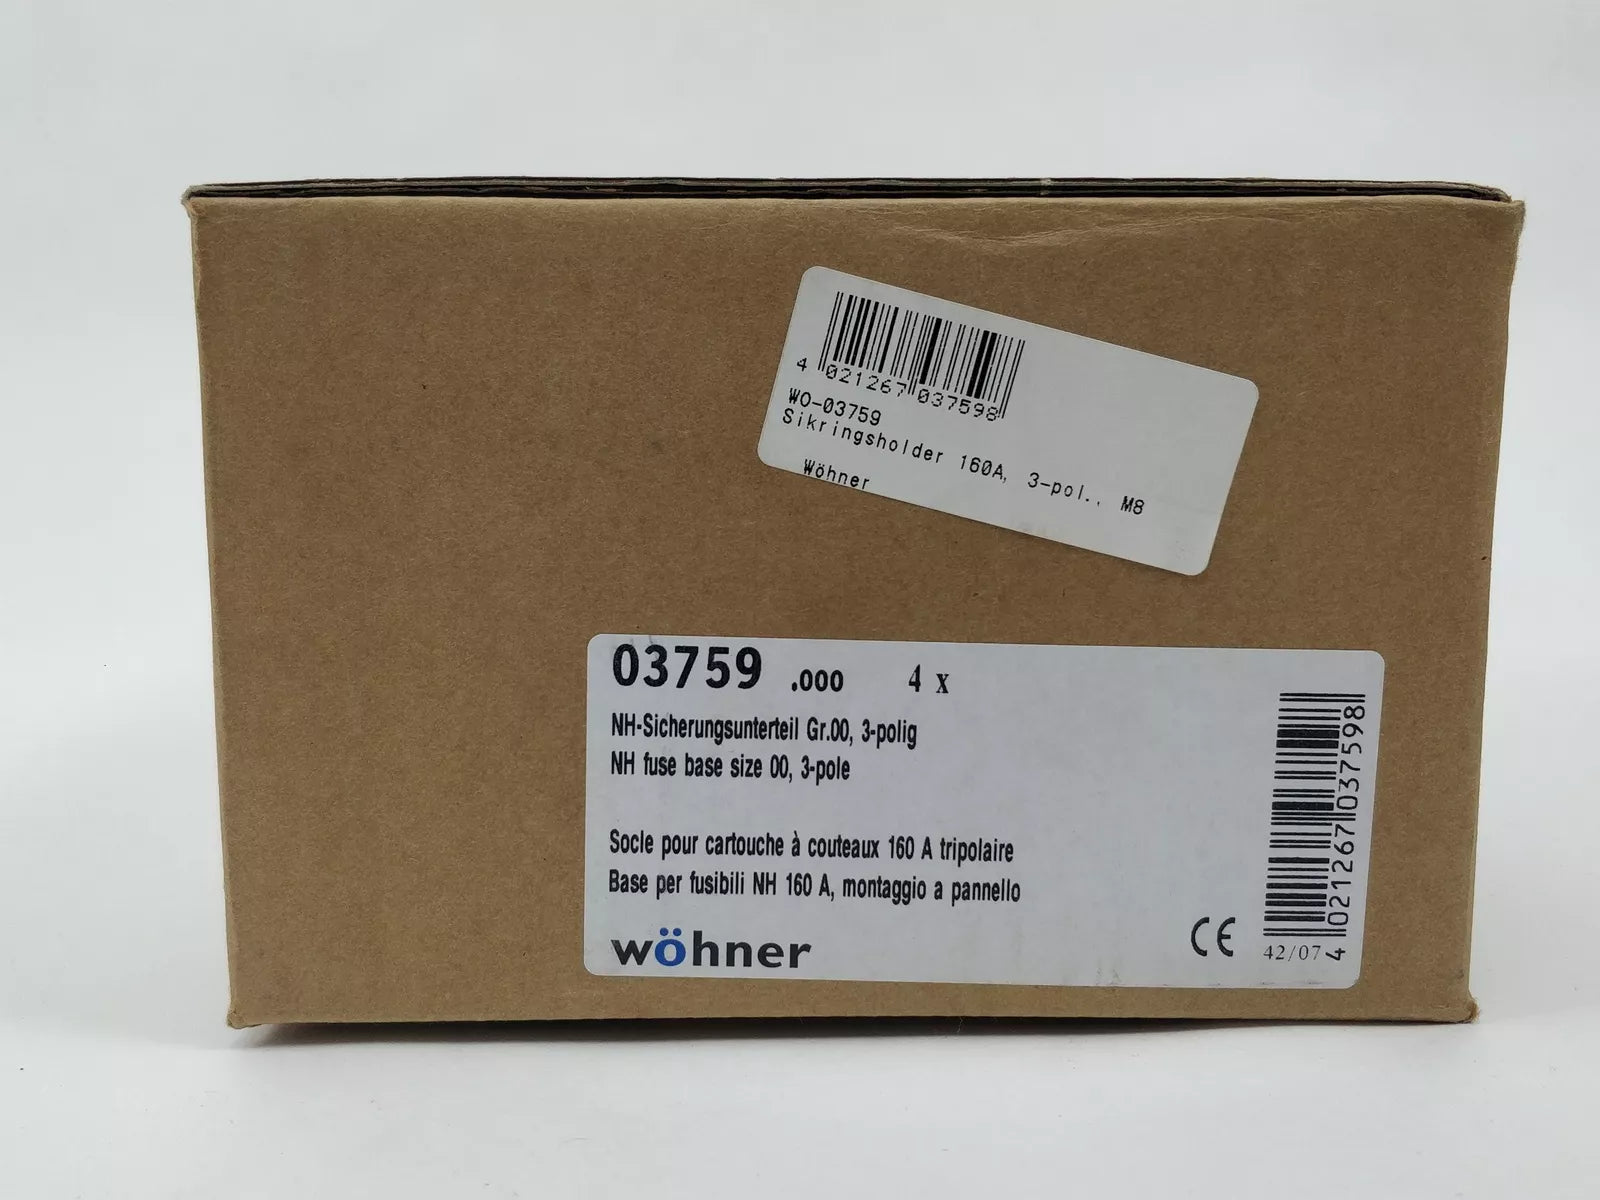 4 021267 037598
WO-03759
Sikringsholder 160A, 3-pol., M8
Wöhner
03759 .000 4 x
NH-Sicherungsunterteil Gr.00, 3-polig
NH fuse base size 00, 3-pole
Socle pour cartouche à couteaux 160 A tripolaire
Base per fusibili NH 160 A, montaggio a pannello
wöhner
CE
42/07
4 021267 037598